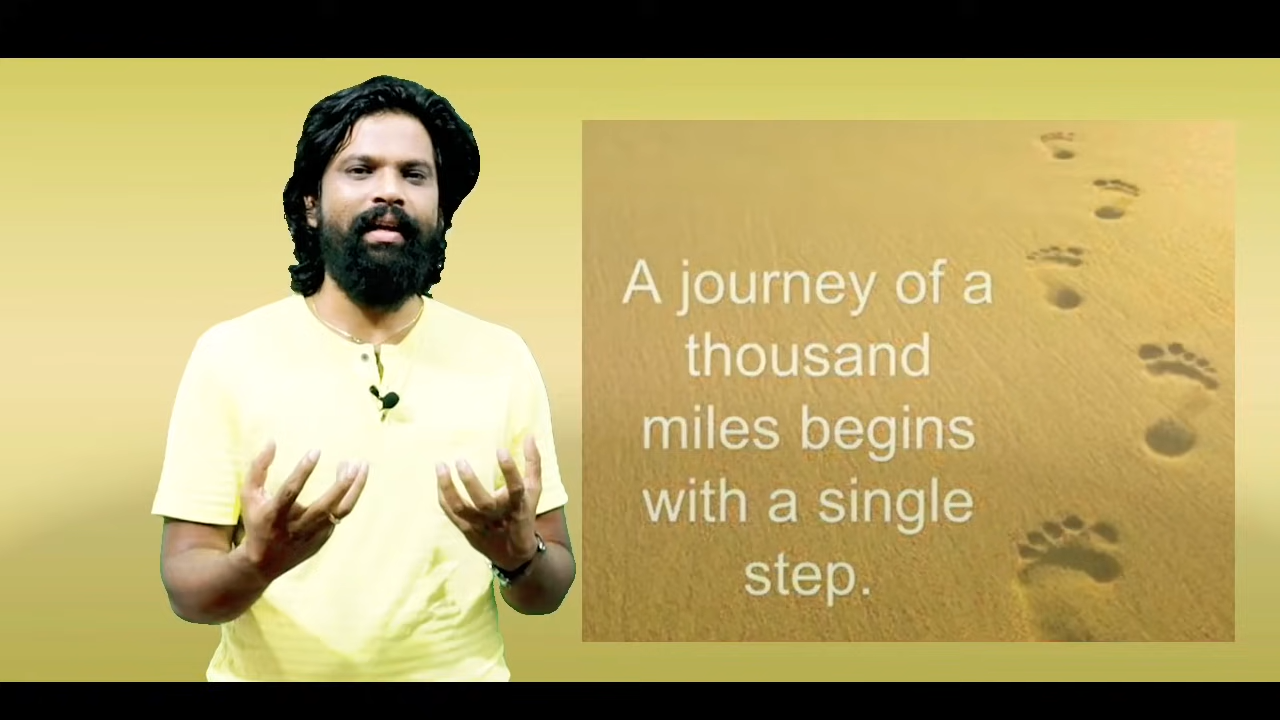 A journey of a
thousand
miles begins
with a single
step.